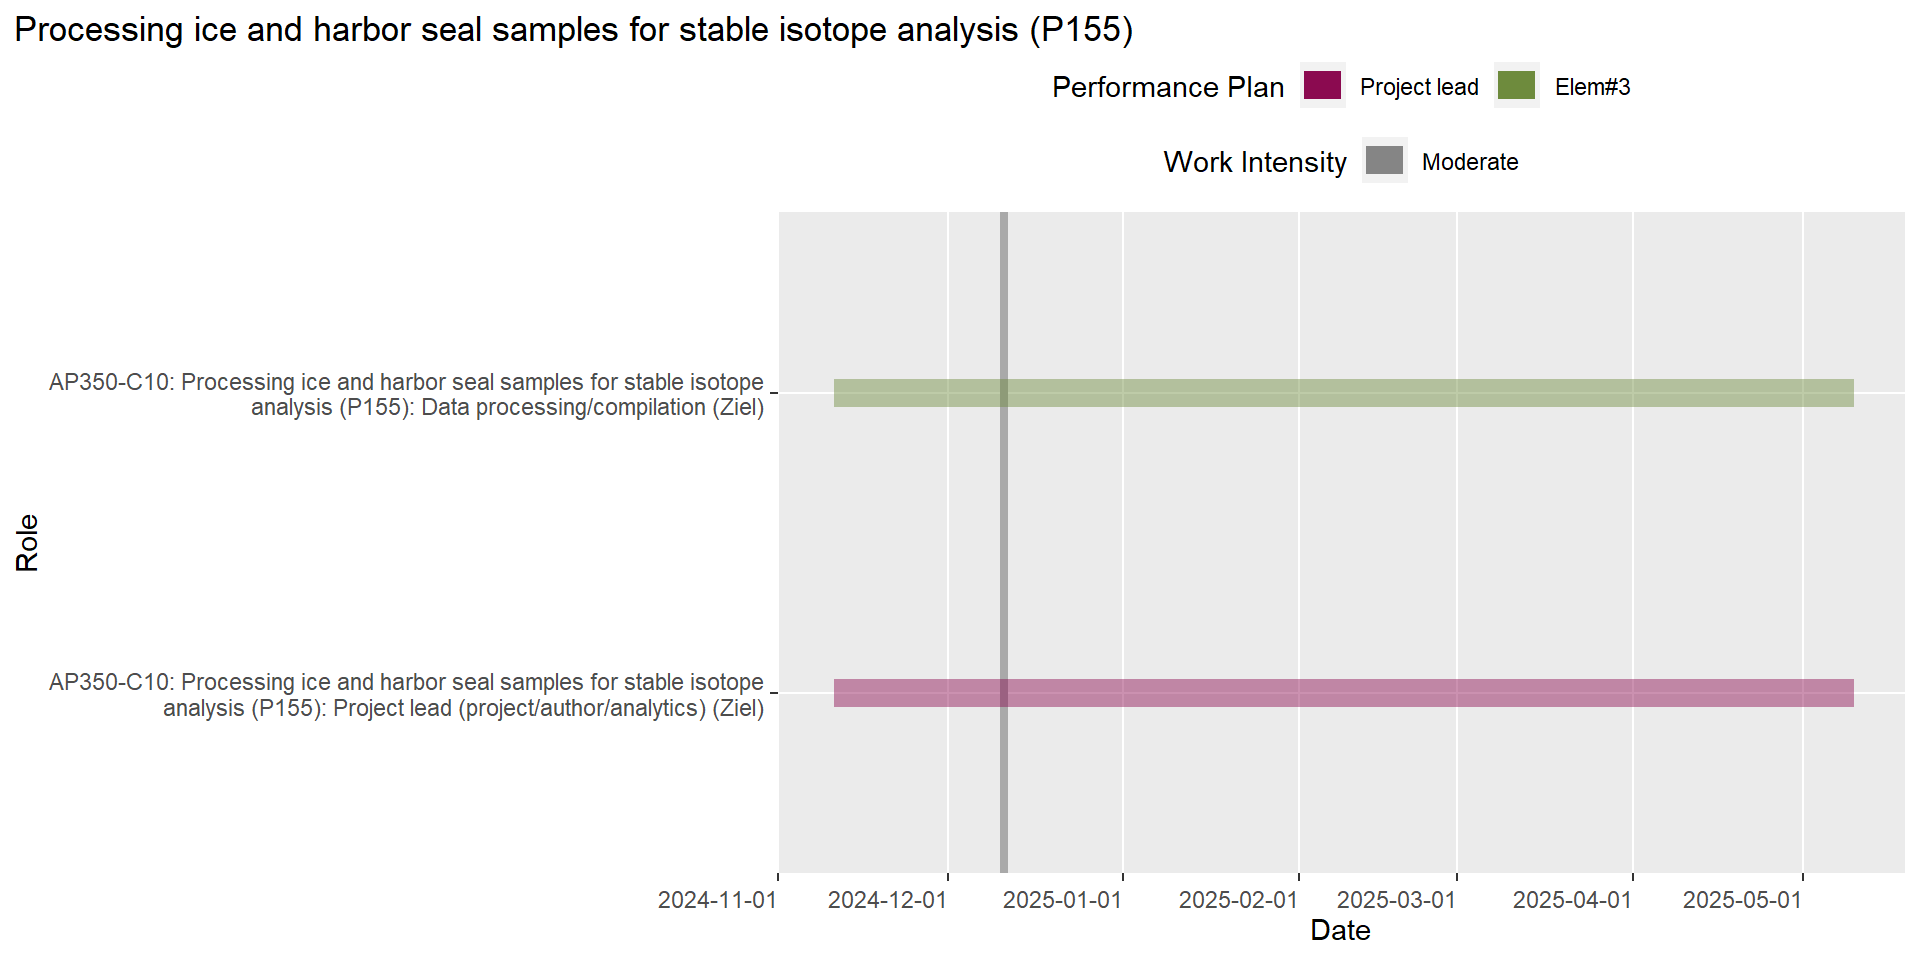 Processing ice and harbor seal samples for stable isotope analysis (P155)
Performance Plan Project lead Elem#3
Work Intensity Moderate
AP350-C10: Processing ice and harbor seal samples for stable isotope
analysis (P155): Data processing/compilation (Ziel)
Role
AP350-C10: Processing ice and harbor seal samples for stable isotope
analysis (P155): Project lead (project/author/analytics) (Ziel)
2024-11-01 2024-12-01 2025-01-01 2025-02-01 2025-03-01 2025-04-01 2025-05-01
Date